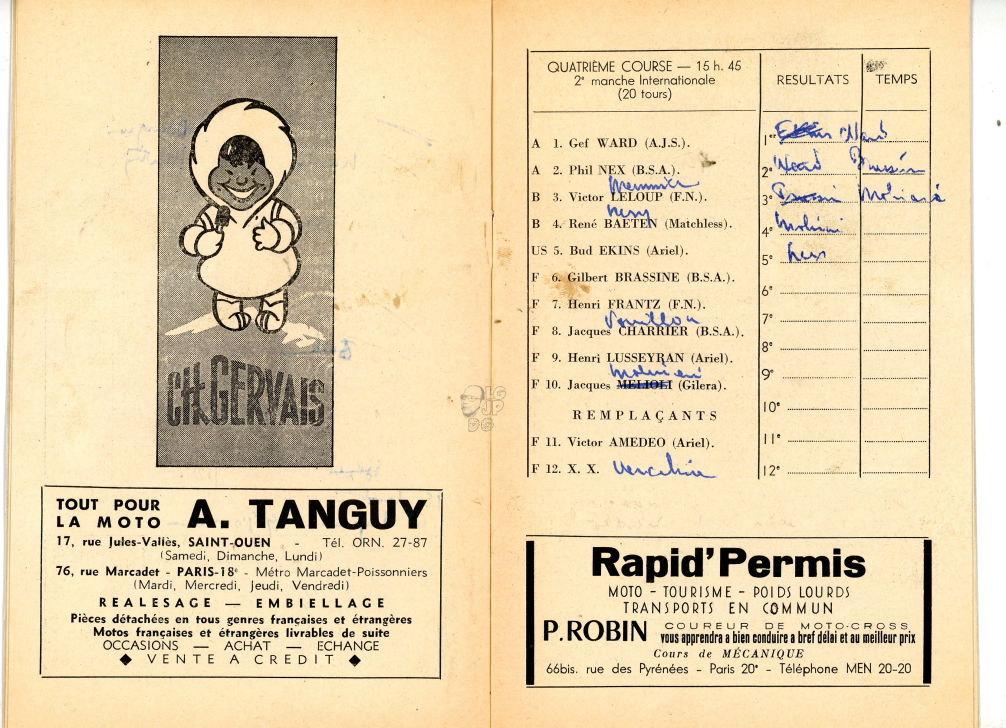 CH. GERVAIS
TOUT POUR
LA MOTO
A. TANGUY
17, rue Jules-Vallès, SAINT-OUEN - Tél. ORN. 27-87
(Samedi, Dimanche, Lundi)
76, rue Marcadet - PARIS-18e - Métro Marcadet-Poissonniers
(Mardi, Mercredi, Jeudi, Vendredi)
REALESAGE — EMBIELLAGE
Pièces détachées en tous genres françaises et étrangères
Motos françaises et étrangères livrables de suite
OCCASIONS — ACHAT — ECHANGE
◆ VENTE A CREDIT ◆
QUATRIÈME COURSE — 15 h. 45
2e manche Internationale
(20 tours)
RESULTATS
TEMPS
A 1. Gef WARD (A.J.S.).
A 2. Phil NEX (B.S.A.).
B 3. Victor LELOUP (F.N.).
B 4. René BAETEN (Matchless).
US 5. Bud EKINS (Ariel).
F 6. Gilbert BRASSINE (B.S.A.).
F 7. Henri FRANTZ (F.N.).
F 8. Jacques CHARRIER (B.S.A.).
F 9. Henri LUSSEYRAN (Ariel).
F 10. Jacques MELIOLI (Gilera).
REMPLAÇANTS
F 11. Victor AMEDEO (Ariel).
F 12. X. X.
1er
2e
3e
4e
5e
6e
7e
8e
9e
10e
11e
12e
LG
JP
DG
Rapid'Permis
MOTO - TOURISME - POIDS LOURDS
TRANSPORTS EN COMMUN
P. ROBIN COUREUR DE MOTO-CROSS
vous apprendra a bien conduire a bref délai et au meilleur prix
Cours de MÉCANIQUE
66bis. rue des Pyrénées - Paris 20e - Téléphone MEN 20-20